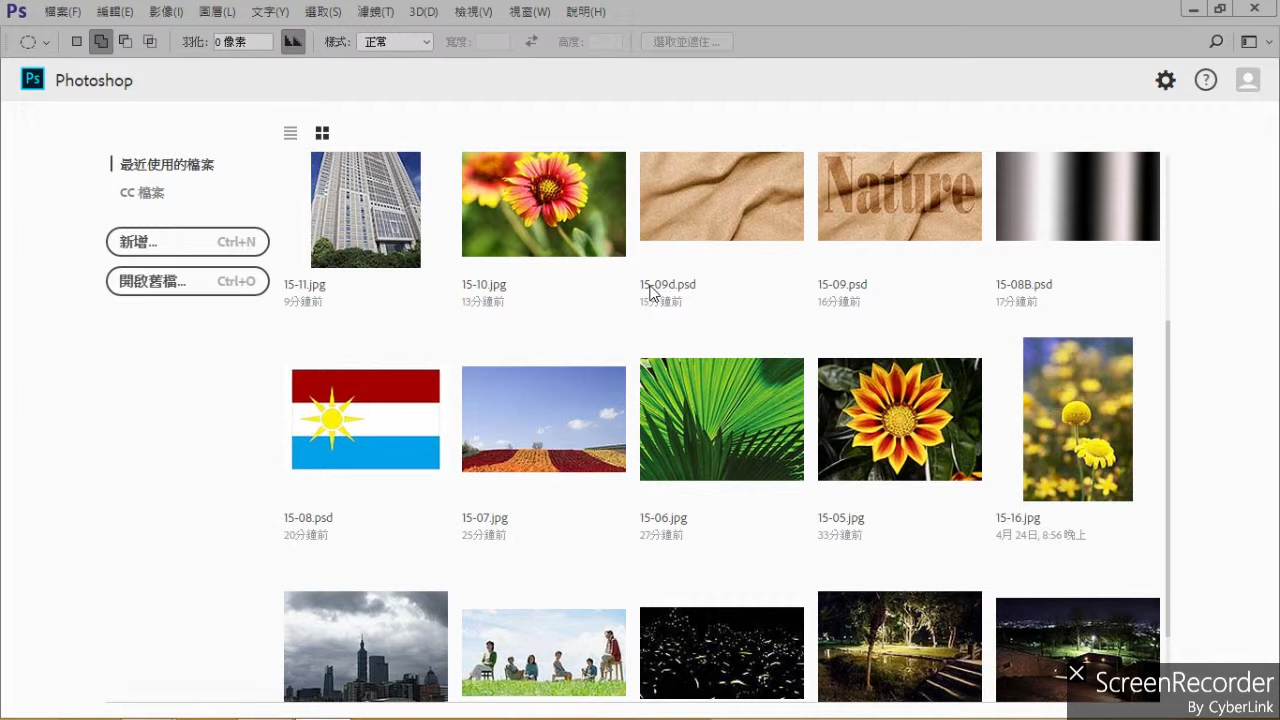 Ps 檔案(F) 編輯(E) 影像(I) 圖層(L) 文字(Y) 選取(S) 濾鏡(T) 3D(D) 檢視(V) 視窗(W) 說明(H)
羽化: 0 像素 樣式: 正常 寬度: 高度: 選取並遮住...
Ps Photoshop
最近使用的檔案
CC 檔案
新增... Ctrl+N
開啟舊檔... Ctrl+O
Nature
15-11.jpg 15-10.jpg 15-09d.psd 15-09.psd 15-08B.psd
9分鐘前 13分鐘前 15分鐘前 16分鐘前 17分鐘前
15-08.psd 15-07.jpg 15-06.jpg 15-05.jpg 15-16.jpg
20分鐘前 25分鐘前 27分鐘前 33分鐘前 4月 24日, 8:56 晚上
ScreenRecorder
By CyberLink